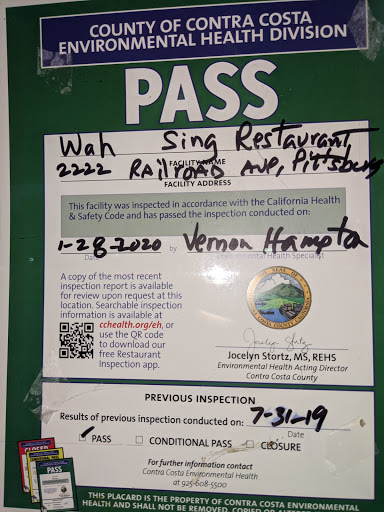 COUNTY OF CONTRA COSTA
ENVIRONMENTAL HEALTH DIVISION
PASS
Wah Sing Restaurant
FACILITY NAME
2222 RAilROAD AVE, Pittsburg
FACILITY ADDRESS
This facility was inspected in accordance with the California Health
& Safety Code and has passed the inspection conducted on:
1-28-2020 by Vernon Hampton
Date Environmental Health Specialist
A copy of the most recent
inspection report is available
for review upon request at this
location. Searchable inspection
information is available at
cchealth.org/eh, or
use the QR code
to download our
free Restaurant
Inspection app.
Jocelyn Stortz
Jocelyn Stortz, MS, REHS
Environmental Health Acting Director
Contra Costa County
PREVIOUS INSPECTION
Results of previous inspection conducted on: 7-31-19
Date
PASS CONDITIONAL PASS CLOSURE
For further information contact
Contra Costa Environmental Health
at 925-608-5500
CLOSED
PASS
THIS PLACARD IS THE PROPERTY OF CONTRA COSTA ENVIRONMENTAL
HEALTH AND SHALL NOT BE REMOVED, COPIED OR